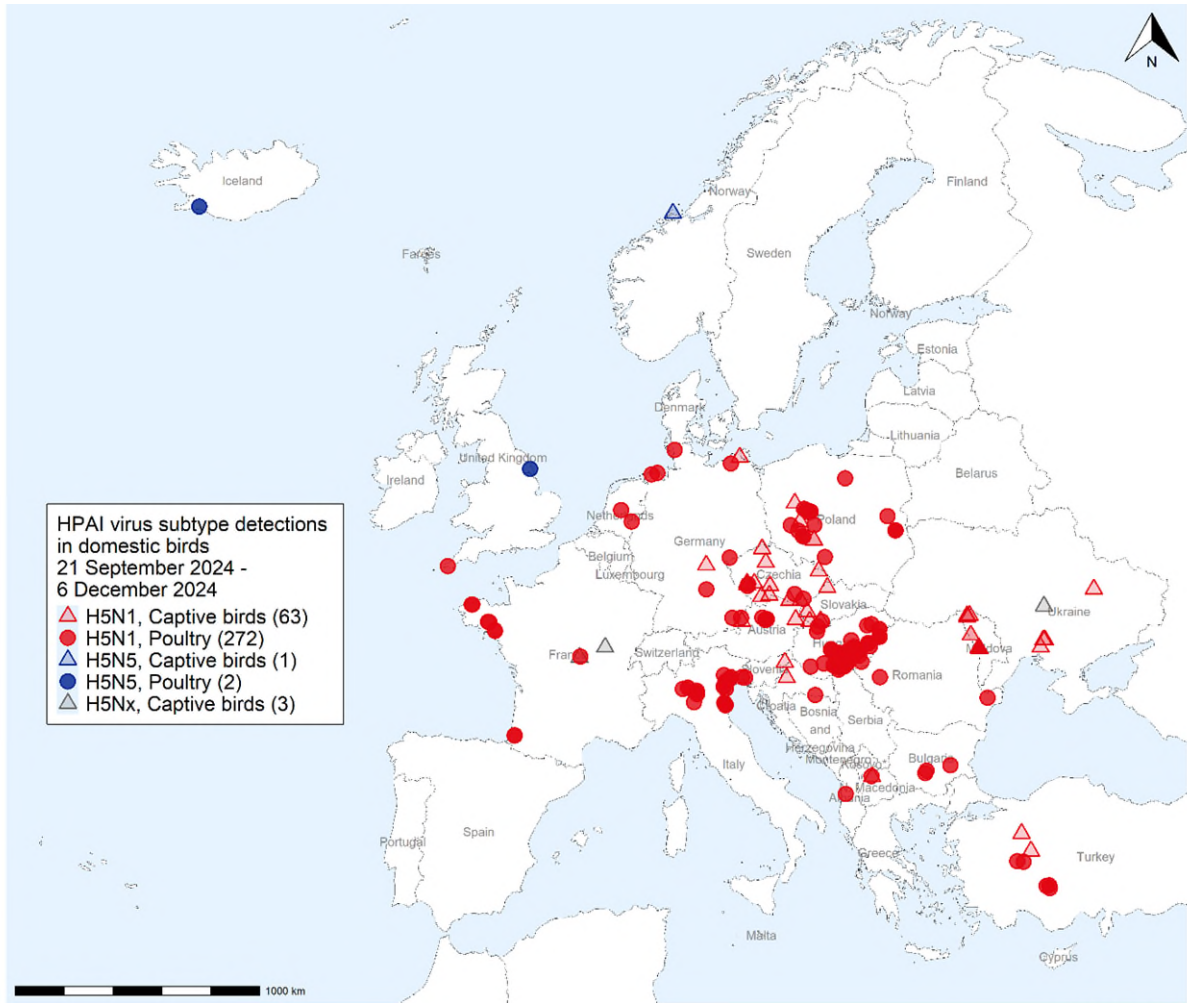 N
Iceland
Norway
Finland
Faroes
Sweden
Norway
Estonia
Latvia
Denmark
Lithuania
United Kingdom
Ireland
Belarus
Netherlands
Poland
Germany
Belgium
Luxembourg
Czechia
Ukraine
Slovakia
Austria
Moldova
France
Switzerland
Slovenia
Romania
Croatia
Bosnia
and
Herzegovina
Serbia
Montenegro
Italy
Kosovo
Bulgaria
Macedonia
Albania
Portugal
Spain
Greece
Turkey
Malta
Cyprus
HPAI virus subtype detections
in domestic birds
21 September 2024 -
6 December 2024
H5N1, Captive birds (63)
H5N1, Poultry (272)
H5N5, Captive birds (1)
H5N5, Poultry (2)
H5Nx, Captive birds (3)
1000 km